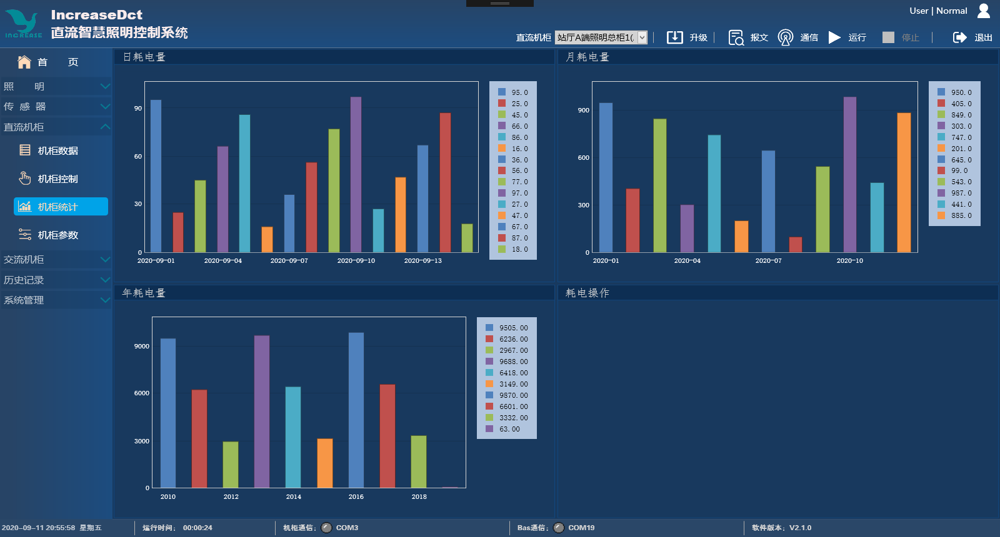 IncreaseDct
直流智慧照明控制系统
INCREASE
User | Normal
直流机柜 站厅A端照明总柜1(. 升级 报文 通信 运行 停止 退出
首 页
照 明
传 感 器
直流机柜
机柜数据
机柜控制
机柜统计
机柜参数
交流机柜
历史记录
系统管理
日耗电量
90
60
30
0
2020-09-01 2020-09-04 2020-09-07 2020-09-10 2020-09-13
95.0
25.0
45.0
66.0
86.0
16.0
36.0
56.0
77.0
97.0
27.0
47.0
67.0
87.0
18.0
月耗电量
900
600
300
0
2020-01 2020-04 2020-07 2020-10
950.0
405.0
849.0
303.0
747.0
201.0
645.0
99.0
543.0
987.0
441.0
885.0
年耗电量
9000
6000
3000
0
2010 2012 2014 2016 2018
9505.00
6236.00
2967.00
9688.00
6418.00
3149.00
9870.00
6601.00
3332.00
63.00
耗电操作
2020-09-11 20:55:58 星期五 运行时间: 00:00:24 机柜通信: COM3 Bas通信: COM19 软件版本: V2.1.0